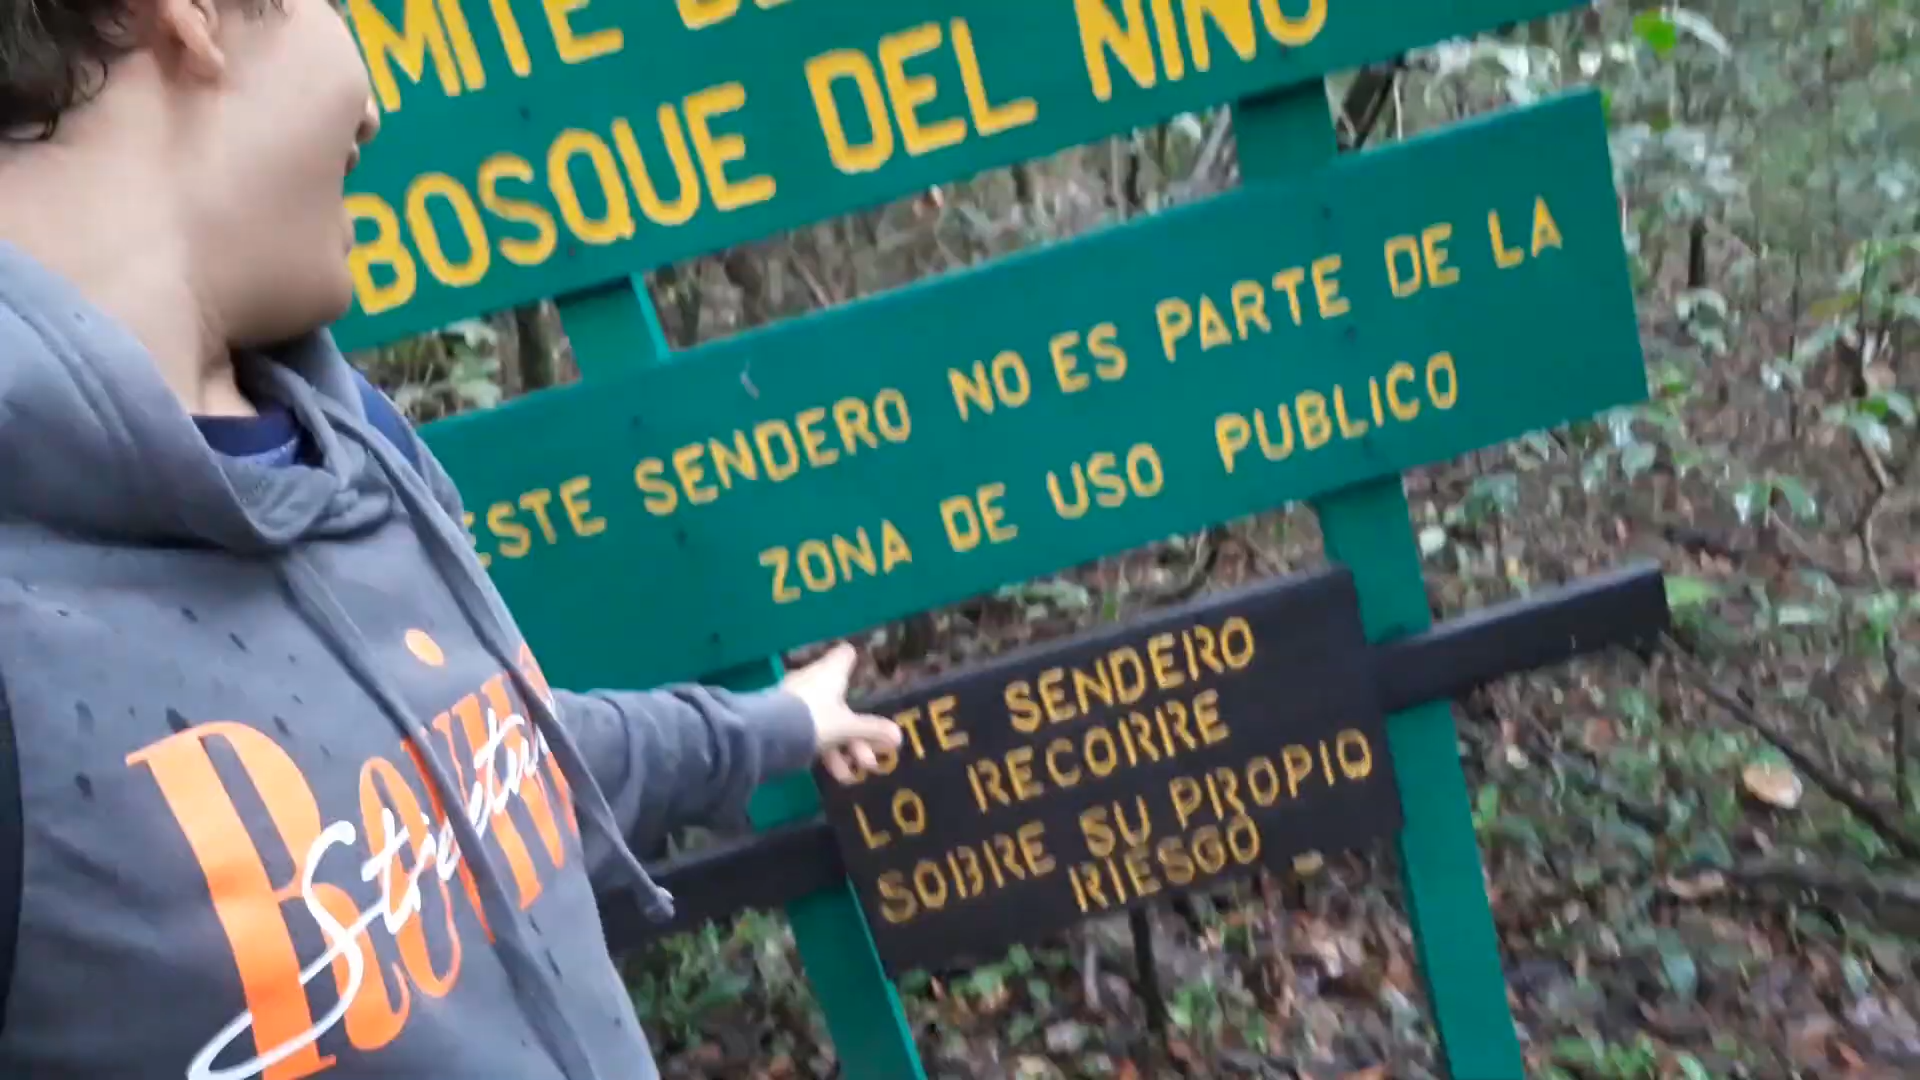 BOSQUE DEL NIÑO
ESTE SENDERO NO ES PARTE DE LA
ZONA DE USO PUBLICO
ESTE SENDERO
LO RECORRE
SOBRE SU PROPIO
RIESGO